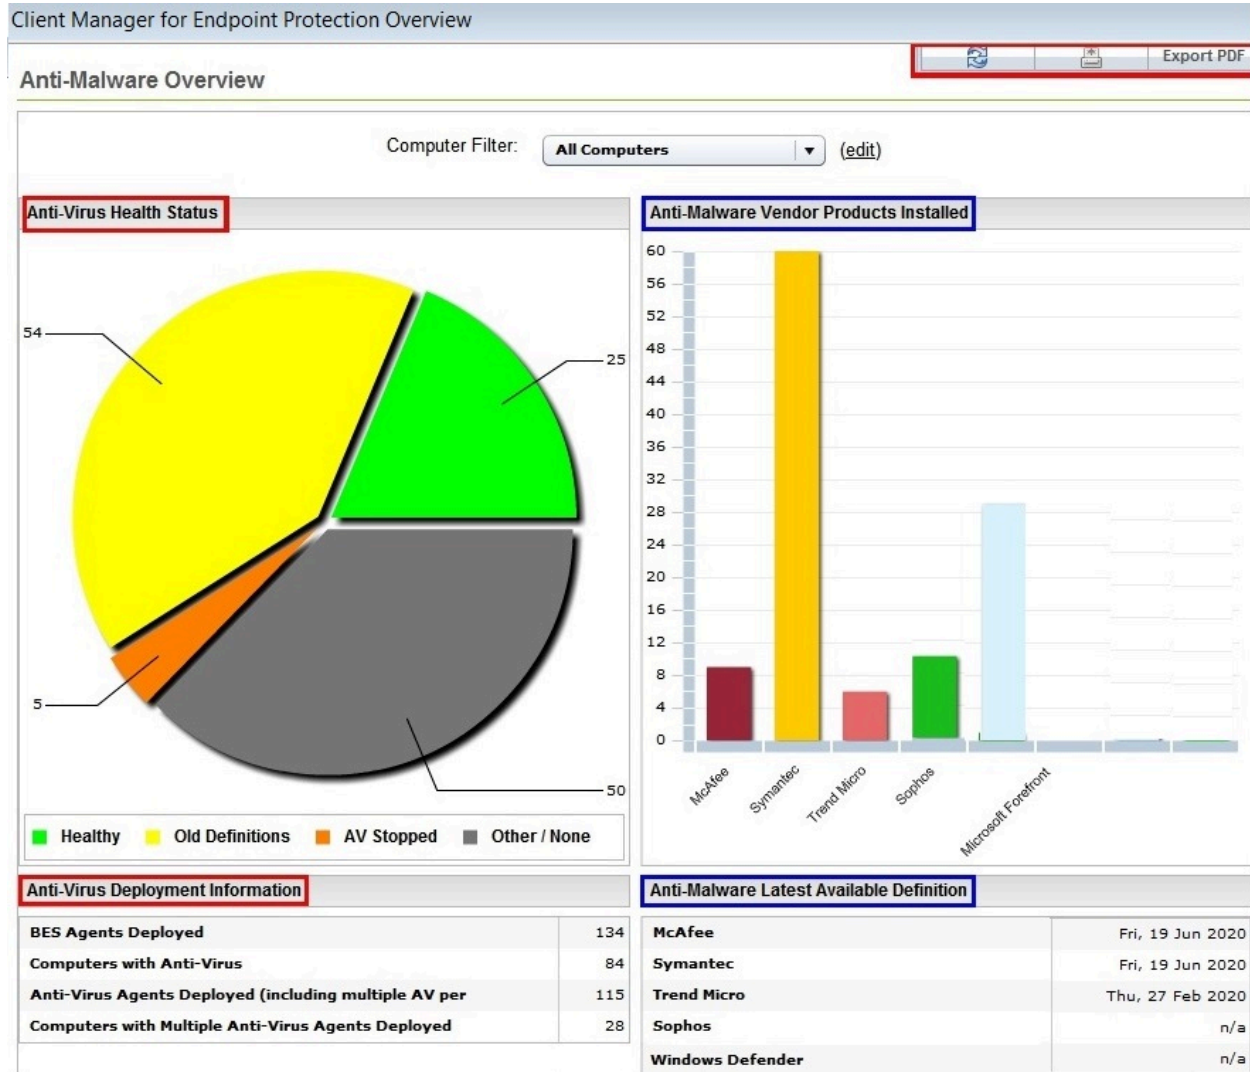 Client Manager for Endpoint Protection Overview
Export PDF
Anti-Malware Overview
Computer Filter: All Computers (edit)
Anti-Virus Health Status
54
25
5
50
Healthy Old Definitions AV Stopped Other / None
Anti-Malware Vendor Products Installed
60
56
52
48
44
40
36
32
28
24
20
16
12
8
4
0
McAfee Symantec Trend Micro Sophos Microsoft Forefront
Anti-Virus Deployment Information
BES Agents Deployed 134
Computers with Anti-Virus 84
Anti-Virus Agents Deployed (including multiple AV per 115
Computers with Multiple Anti-Virus Agents Deployed 28
Anti-Malware Latest Available Definition
McAfee Fri, 19 Jun 2020
Symantec Fri, 19 Jun 2020
Trend Micro Thu, 27 Feb 2020
Sophos n/a
Windows Defender n/a